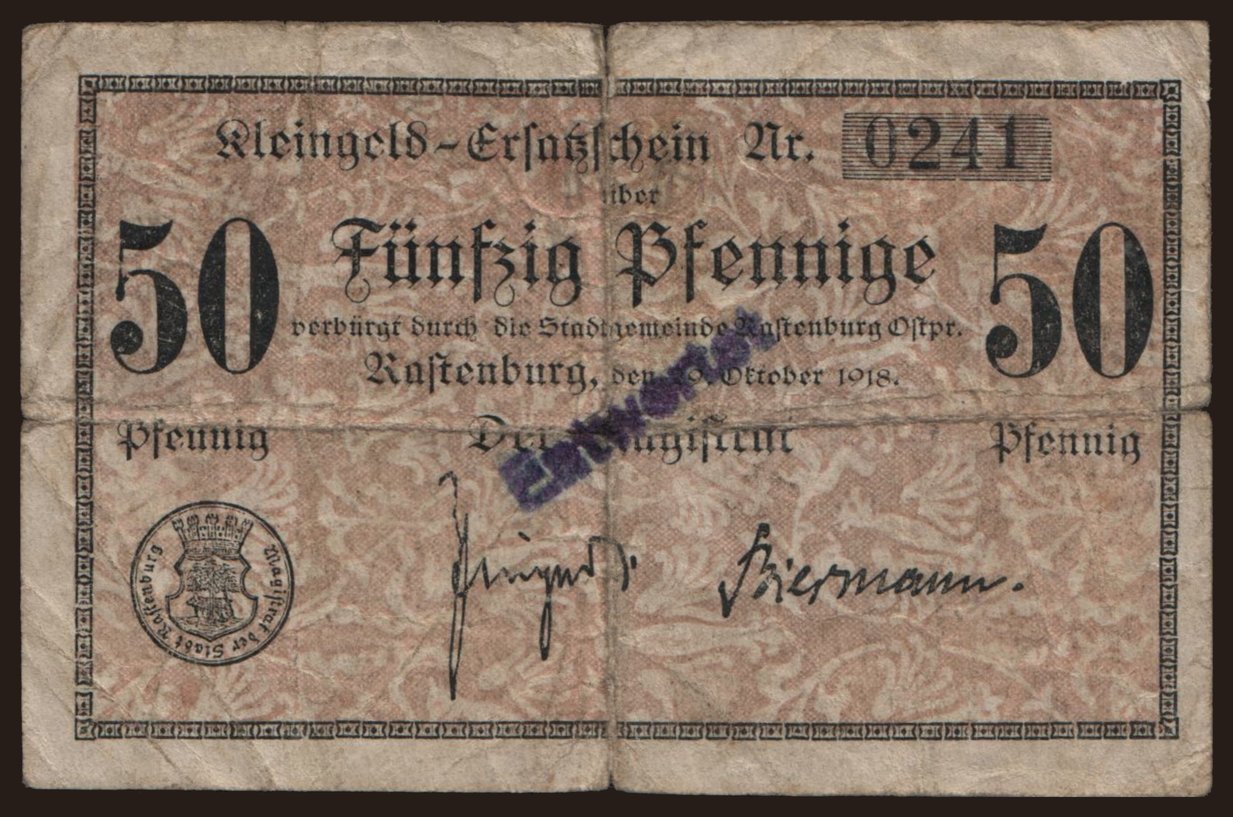 Kleingeld-Ersatzschein Nr. 0241
über
50 Fünfzig Pfennige 50
verbürgt durch die Stadtgemeinde Rastenburg Ostpr.
Rastenburg, den 29. Oktober 1918.
Pfennig Der Magistrat Pfennig
Entwertet
Biermann.
Magistrat der Stadt Rastenburg